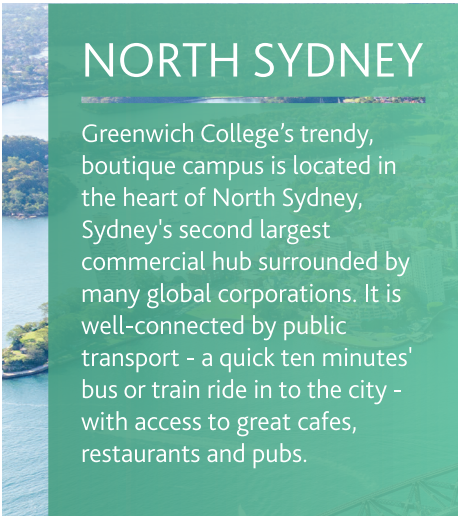 NORTH SYDNEY
Greenwich College’s trendy,
boutique campus is located in
the heart of North Sydney,
Sydney's second largest
commercial hub surrounded by
many global corporations. It is
well-connected by public
transport - a quick ten minutes'
bus or train ride in to the city -
with access to great cafes,
restaurants and pubs.